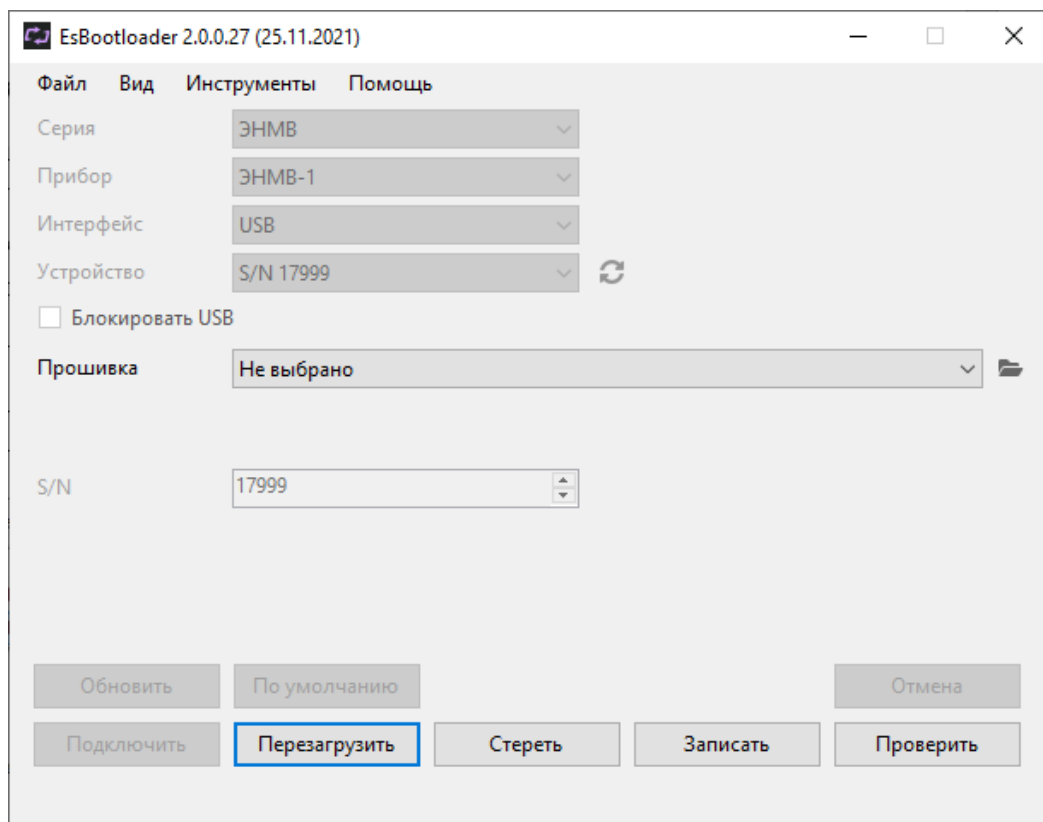 EsBootloader 2.0.0.27 (25.11.2021)
Файл Вид Инструменты Помощь
Серия ЭНМВ
Прибор ЭНМВ-1
Интерфейс USB
Устройство S/N 17999
Блокировать USB
Прошивка Не выбрано
S/N 17999
Обновить По умолчанию Отмена
Подключить Перезагрузить Стереть Записать Проверить